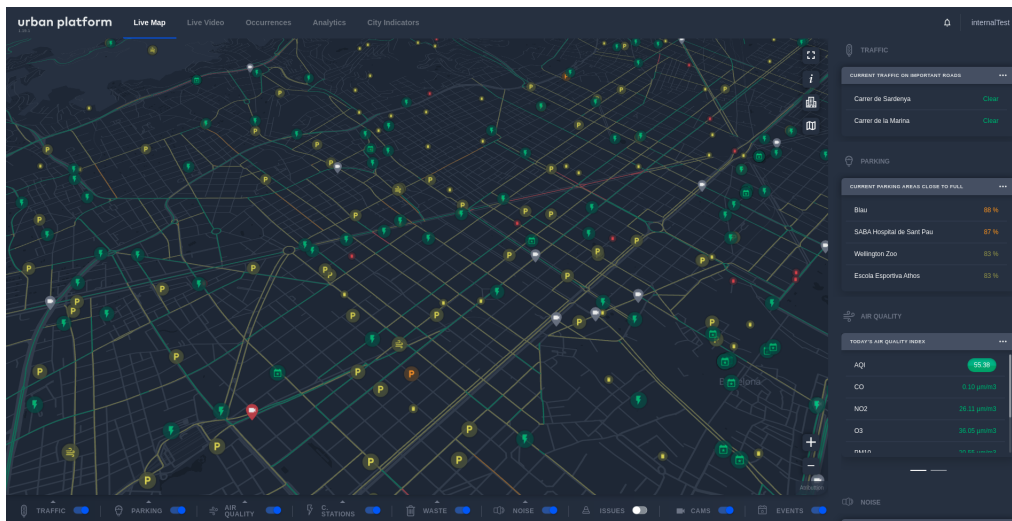 urban platform
Live Map
Live Video
Occurrences
Analytics
City Indicators
internalTest
TRAFFIC
CURRENT TRAFFIC ON IMPORTANT ROADS
Carrer de Sardenya Clear
Carrer de la Marina Clear
PARKING
CURRENT PARKING AREAS CLOSE TO FULL
Blau 88 %
SABA Hospital de Sant Pau 87 %
Wellington Zoo 83 %
Escola Esportiva Athos 83 %
AIR QUALITY
TODAY'S AIR QUALITY INDEX
AQI 55.38
CO 0.10 µm/m3
NO2 26.11 µm/m3
O3 36.05 µm/m3
NOISE
TRAFFIC
PARKING
AIR
QUALITY
C.
STATIONS
WASTE
NOISE
ISSUES
CAMS
EVENTS